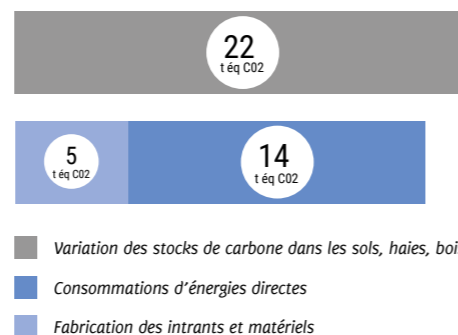 22
t éq C02
5
t éq C02
14
t éq C02
Variation des stocks de carbone dans les sols, haies,
Consommations d'énergies directes
Fabrication des intrants et matériels